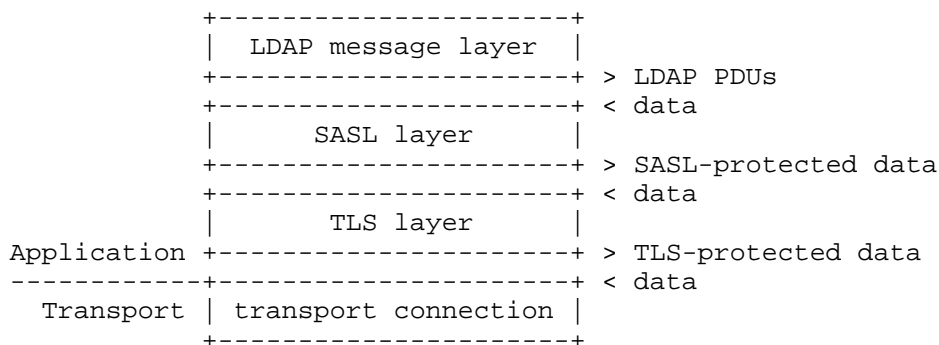 +----------------------+
| LDAP message layer |
+----------------------+ > LDAP PDUs
+----------------------+ < data
| SASL layer |
+----------------------+ > SASL-protected data
+----------------------+ < data
| TLS layer |
Application +----------------------+ > TLS-protected data
------------+----------------------+ < data
Transport | transport connection |
+----------------------+